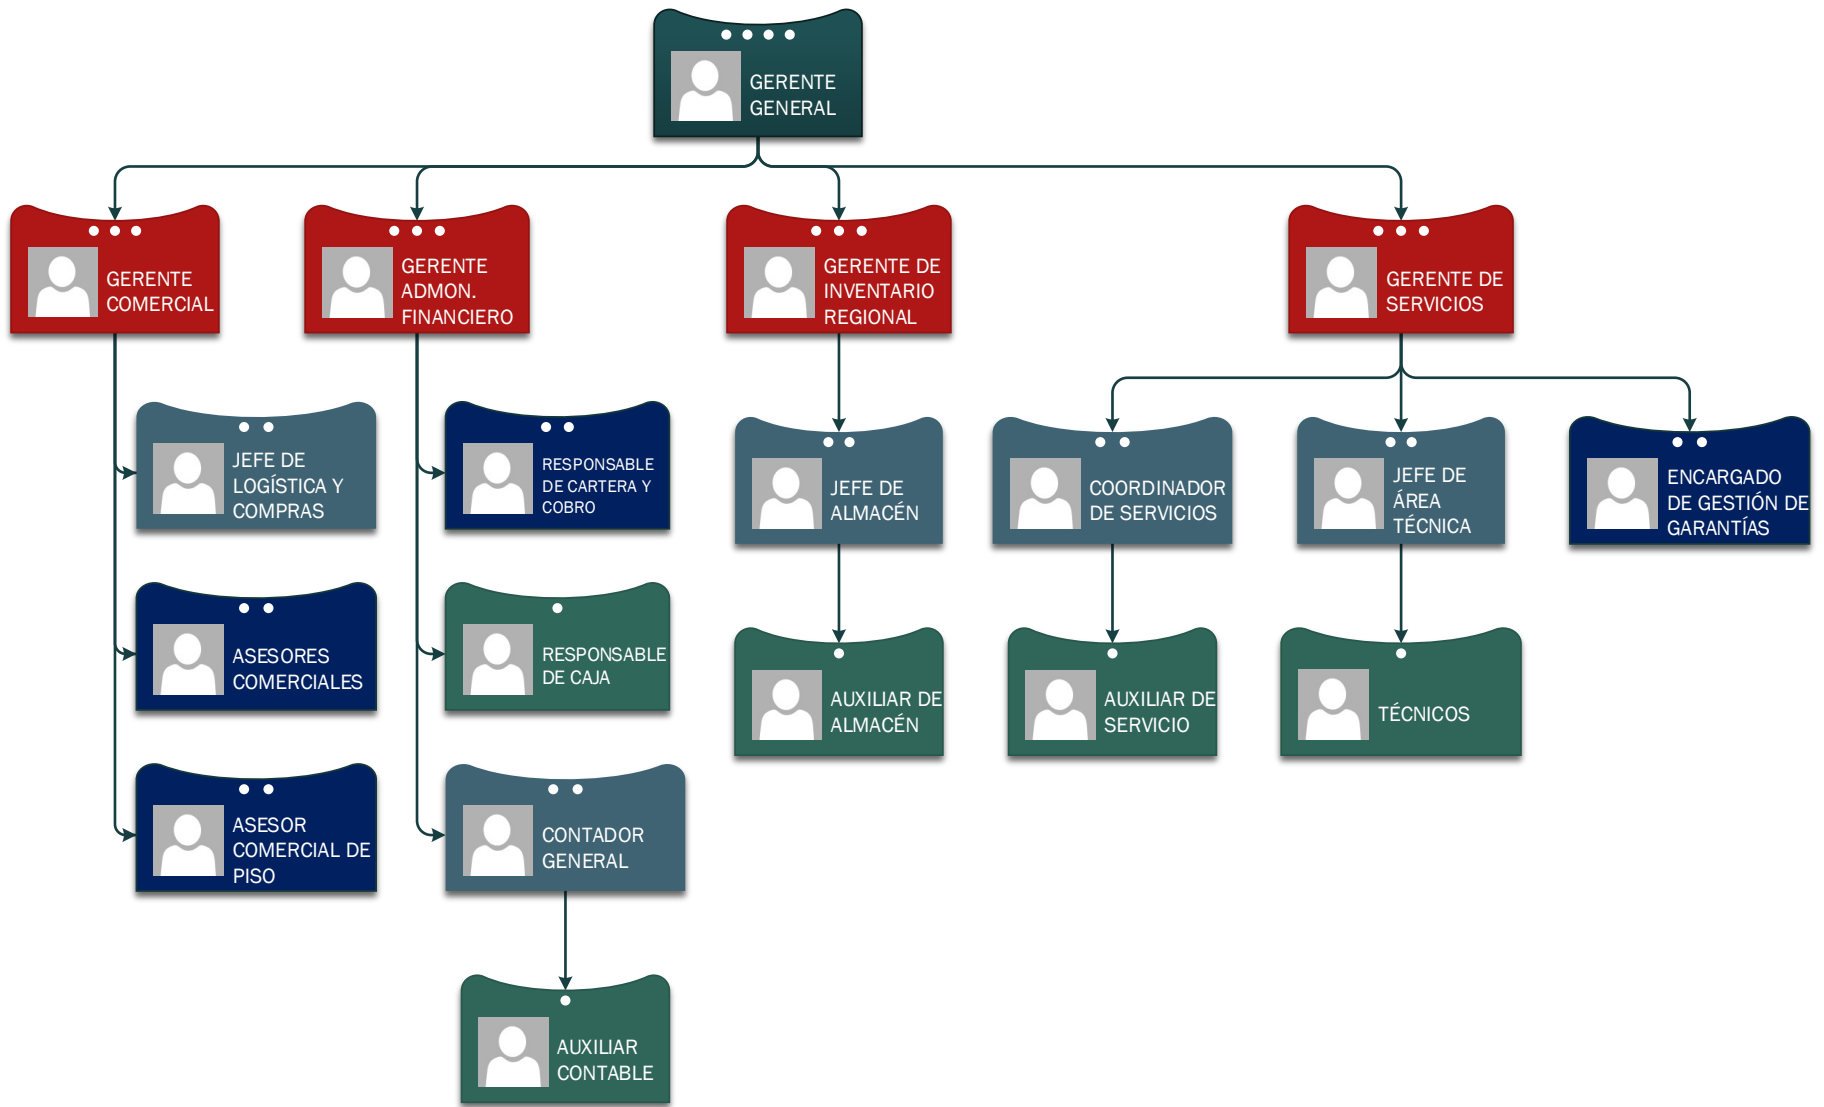 GERENTE
GENERAL
GERENTE
COMERCIAL
GERENTE
ADMON.
FINANCIERO
GERENTE DE
INVENTARIO
REGIONAL
GERENTE DE
SERVICIOS
JEFE DE
LOGÍSTICA Y
COMPRAS
RESPONSABLE
DE CARTERA Y
COBRO
JEFE DE
ALMACÉN
COORDINADOR
DE SERVICIOS
JEFE DE
ÁREA
TÉCNICA
ENCARGADO
DE GESTIÓN DE
GARANTÍAS
ASESORES
COMERCIALES
RESPONSABLE
DE CAJA
AUXILIAR DE
ALMACÉN
AUXILIAR DE
SERVICIO
TÉCNICOS
ASESOR
COMERCIAL DE
PISO
CONTADOR
GENERAL
AUXILIAR
CONTABLE